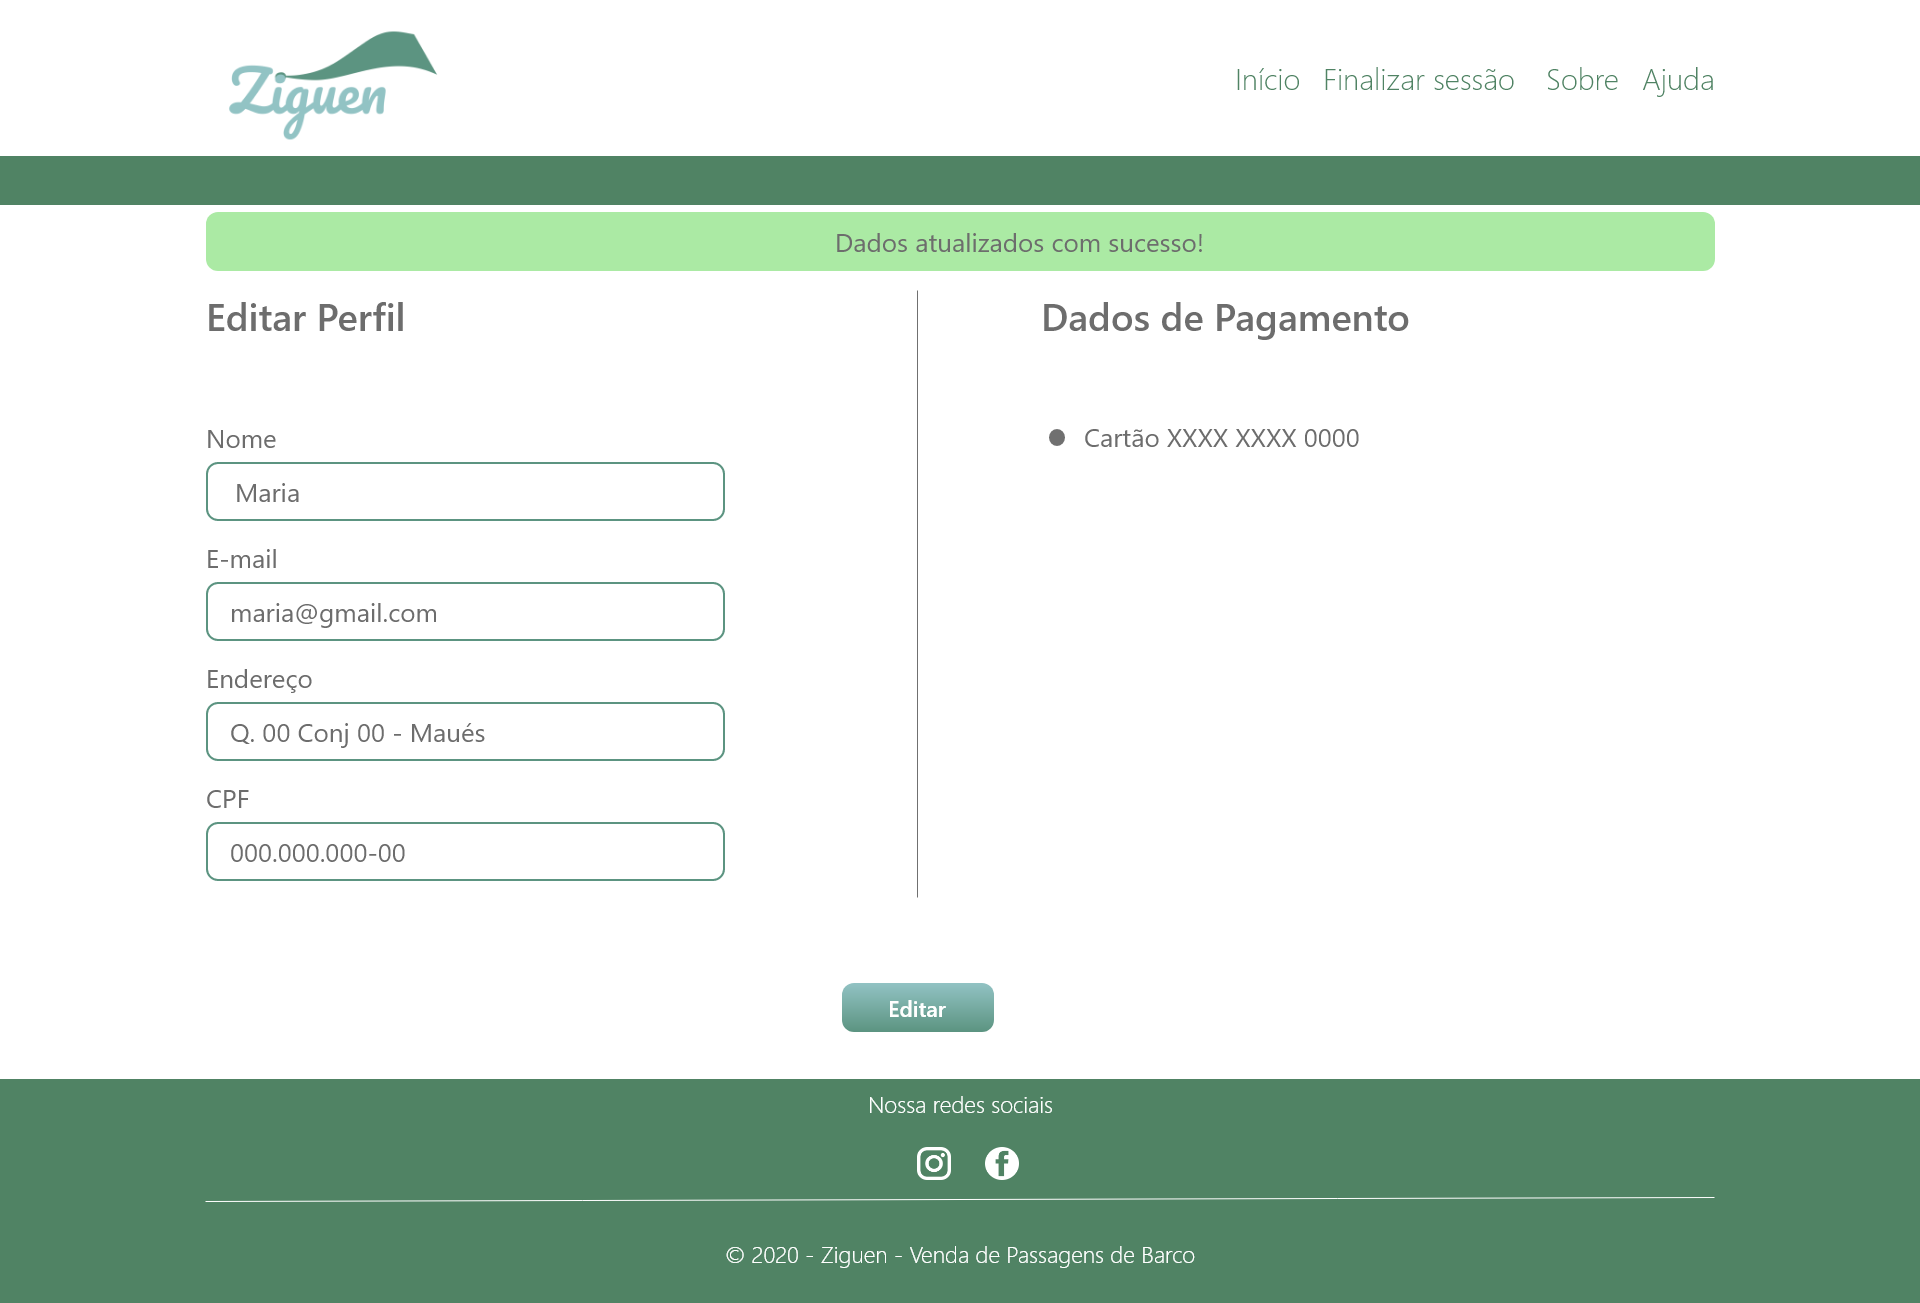 Ziguen
Início Finalizar sessão Sobre Ajuda
Dados atualizados com sucesso!
Editar Perfil
Nome
Maria
E-mail
maria@gmail.com
Endereço
Q. 00 Conj 00 - Maués
CPF
000.000.000-00
Dados de Pagamento
Cartão XXXX XXXX 0000
Editar
Nossa redes sociais
© 2020 - Ziguen - Venda de Passagens de Barco